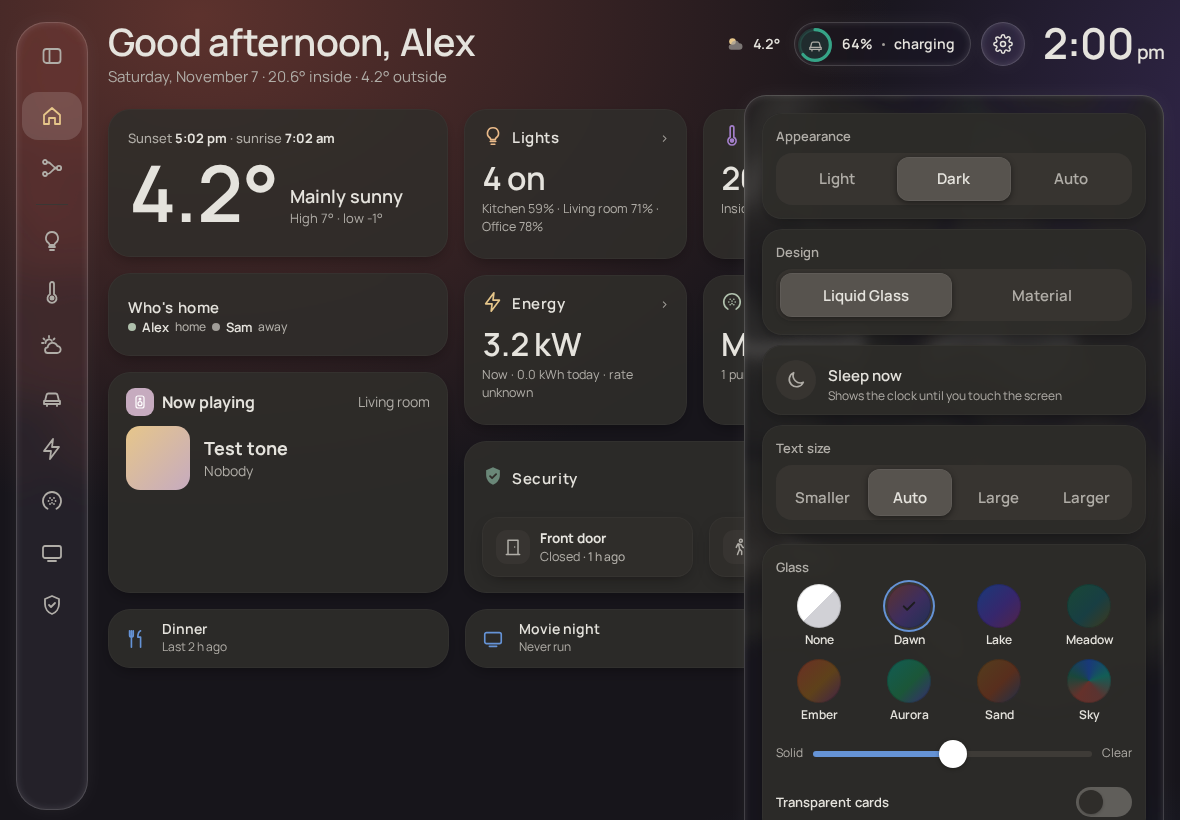 Good afternoon, Alex
Saturday, November 7 · 20.6° inside · 4.2° outside
4.2°
64% • charging
2:00 pm
Sunset 5:02 pm · sunrise 7:02 am
4.2°
Mainly sunny
High 7° · low -1°
Who's home
Alex home Sam away
Now playing
Living room
Test tone
Nobody
Dinner
Last 2 h ago
Lights
4 on
Kitchen 59% · Living room 71% ·
Office 78%
Energy
3.2 kW
Now · 0.0 kWh today · rate
unknown
Security
Front door
Closed · 1 h ago
Movie night
Never run
Appearance
Light Dark Auto
Design
Liquid Glass Material
Sleep now
Shows the clock until you touch the screen
Text size
Smaller Auto Large Larger
Glass
None Dawn Lake Meadow
Ember Aurora Sand Sky
Solid Clear
Transparent cards